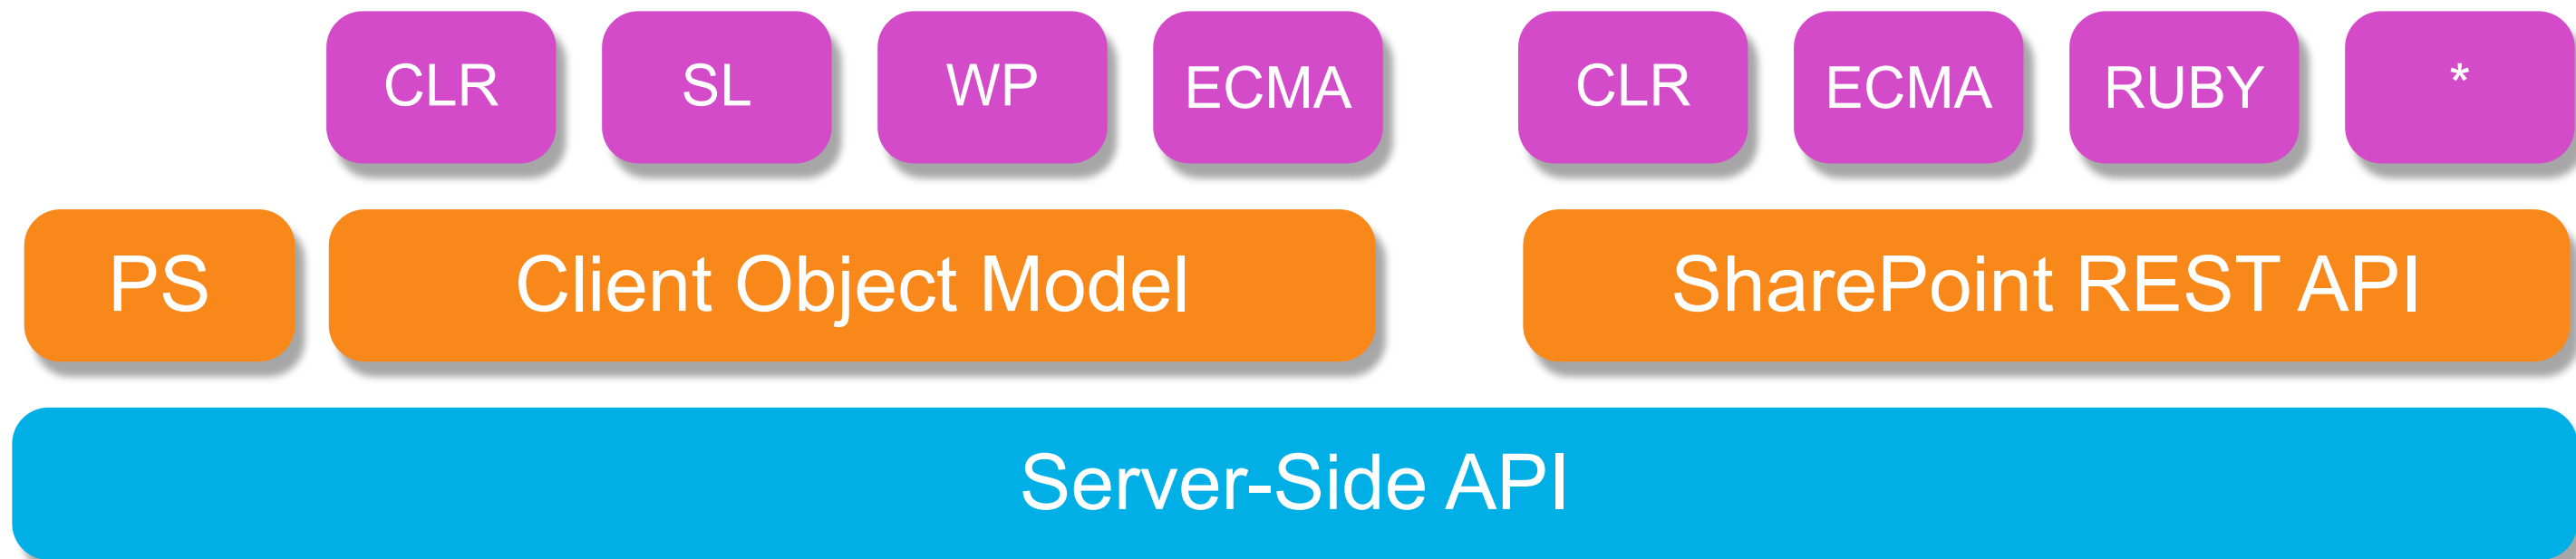 CLR
SL
WP
ECMA
CLR
ECMA
RUBY
*
PS
Client Object Model
SharePoint REST API
Server-Side API